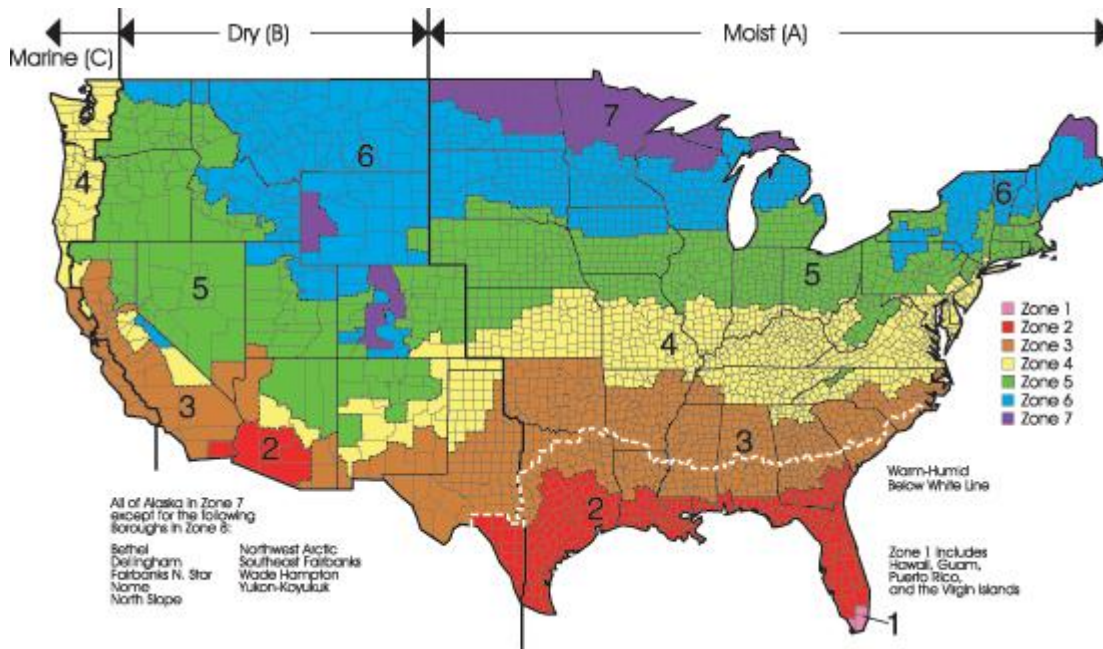 Dry (B)
Moist (A)
Marine (C)
7
6
4
6
5
5
4
3
3
2
2
1
Zone 1
Zone 2
Zone 3
Zone 4
Zone 5
Zone 6
Zone 7
Warm-Humid
Below White Line
All of Alaska in Zone 7
except for the following
Boroughs in Zone 8:
Bethel
Dellingham
Fairbanks N. Star
Nome
North Slope
Northwest Arctic
Southeast Fairbanks
Wade Hampton
Yukon-Koyukuk
Zone 1 includes
Hawaii, Guam,
Puerto Rico,
and the Virgin Islands